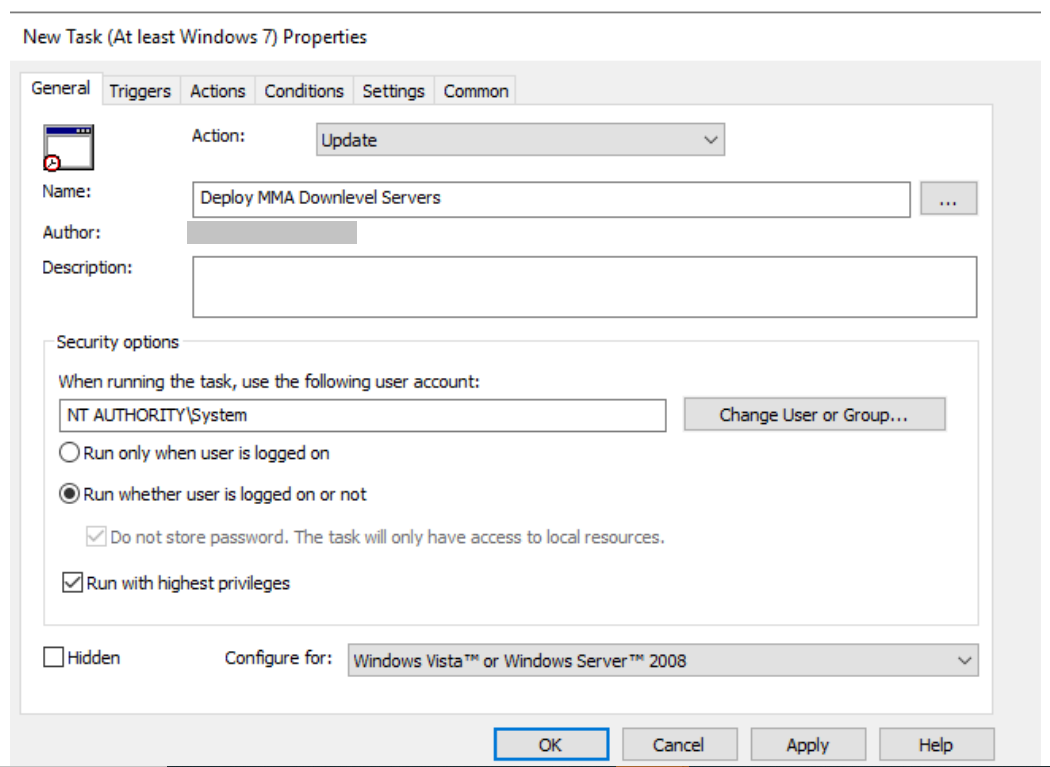 New Task (At least Windows 7) Properties
General Triggers Actions Conditions Settings Common
Action: Update
Name: Deploy MMA Downlevel Servers ...
Author:
Description:
Security options
When running the task, use the following user account:
NT AUTHORITY\System Change User or Group...
Run only when user is logged on
Run whether user is logged on or not
Do not store password. The task will only have access to local resources.
Run with highest privileges
Hidden Configure for: Windows Vista™ or Windows Server™ 2008
OK Cancel Apply Help